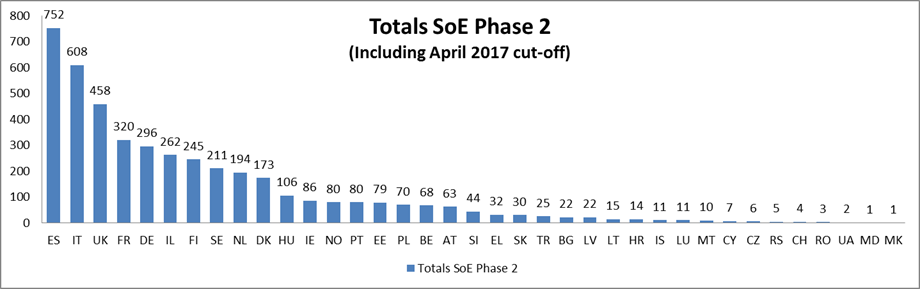 Totals SoE Phase 2
(Including April 2017 cut-off)
800
700
600
500
400
300
200
100
0
752 608 458 320 296 262 245 211 194 173 106 86 80 80 79 70 68 63 44 32 30 25 22 22 15 14 11 11 10 7 6 5 4 3 2 1 1
ES IT UK FR DE IL FI SE NL DK HU IE NO PT EE PL BE AT SI EL SK TR BG LV LT HR IS LU MT CY CZ RS CH RO UA MD MK
Totals SoE Phase 2